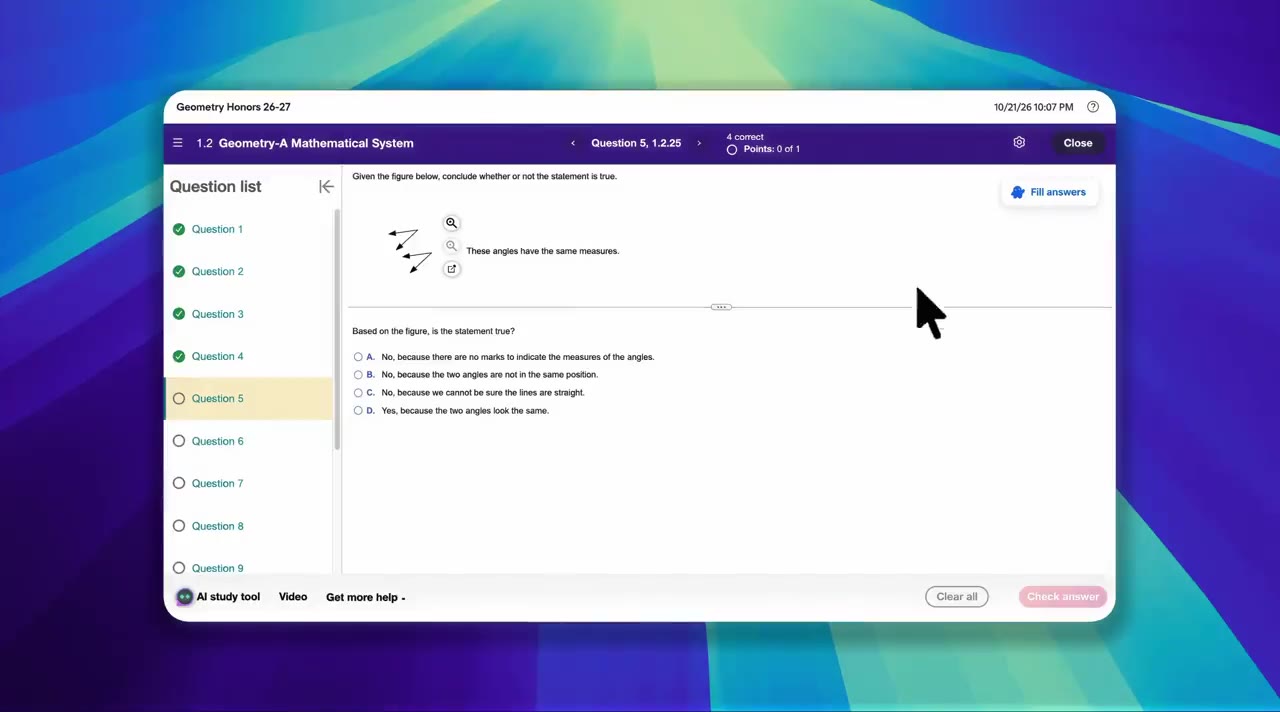 Geometry Honors 26-27
10/21/26 10:07 PM
1.2 Geometry-A Mathematical System
Question 5, 1.2.25
4 correct
Points: 0 of 1
Close
Question list
Question 1
Question 2
Question 3
Question 4
Question 5
Question 6
Question 7
Question 8
Question 9
Given the figure below, conclude whether or not the statement is true.
Fill answers
These angles have the same measures.
Based on the figure, is the statement true?
A. No, because there are no marks to indicate the measures of the angles.
B. No, because the two angles are not in the same position.
C. No, because we cannot be sure the lines are straight.
D. Yes, because the two angles look the same.
AI study tool
Video
Get more help
Clear all
Check answer